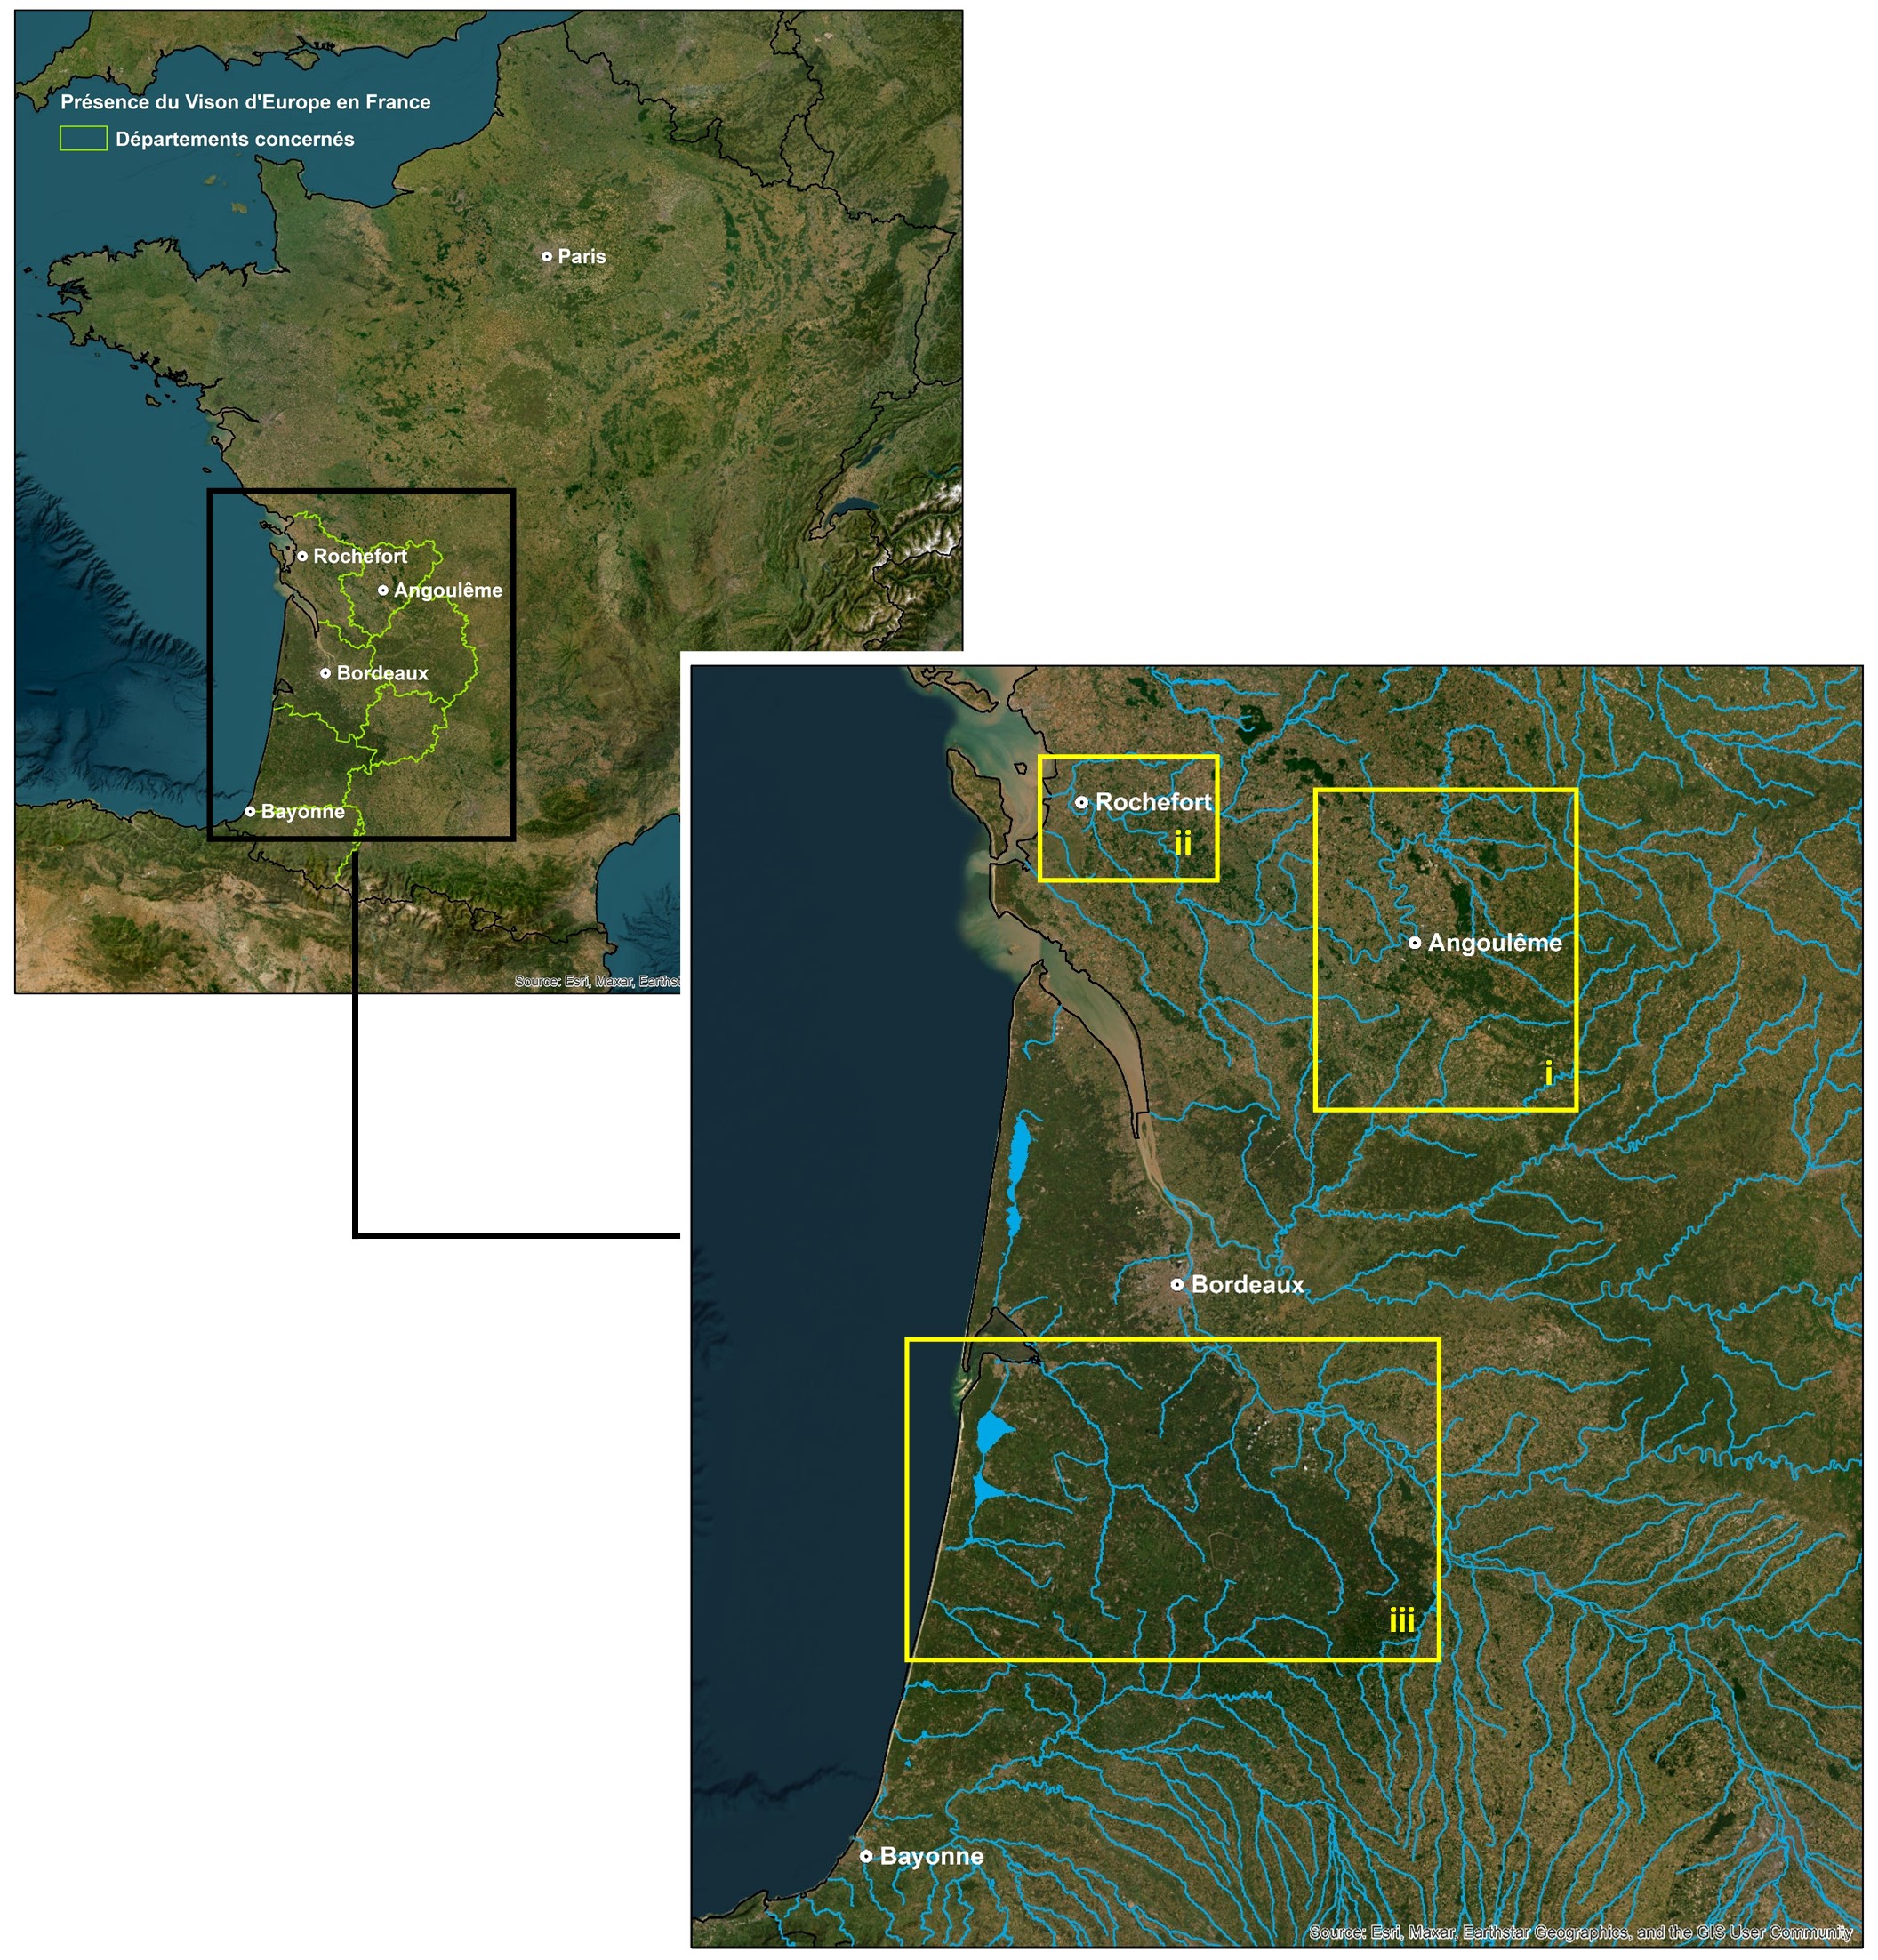 Présence du Vison d'Europe en France
Départements concernés
Paris
Rochefort
Angoulême
Bordeaux
Bayonne
Source: Esri, Maxar,
Rochefort
ii
Angoulême
i
Bordeaux
iii
Bayonne
Source: Esri, Maxar, Earthstar Geographics, and the GIS User Community